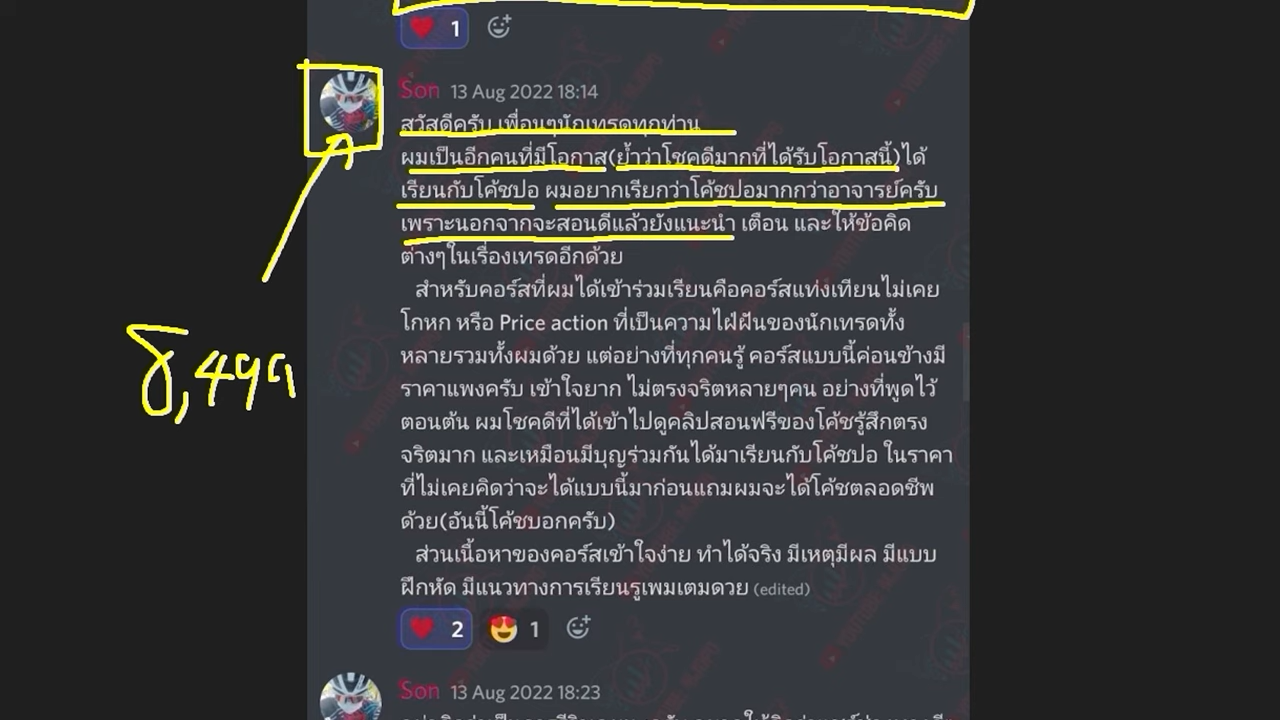 1
Son 13 Aug 2022 18:14
สวัสดีครับ เพื่อนๆนักเทรดทุกท่าน
ผมเป็นอีกคนที่มีโอกาส(ย้ำว่าโชคดีมากที่ได้รับโอกาสนี้)ได้
เรียนกับโค้ชปอ ผมอยากเรียกว่าโค้ชปอมากกว่าอาจารย์ครับ
เพราะนอกจากจะสอนดีแล้วยังแนะนำ เตือน และให้ข้อคิด
ต่างๆในเรื่องเทรดอีกด้วย
สำหรับคอร์สที่ผมได้เข้าร่วมเรียนคือคอร์สแท่งเทียนไม่เคย
โกหก หรือ Price action ที่เป็นความไฝ่ฝันของนักเทรดทั้ง
หลายรวมทั้งผมด้วย แต่อย่างที่ทุกคนรู้ คอร์สแบบนี้ค่อนข้างมี
ราคาแพงครับ เข้าใจยาก ไม่ตรงจริตหลายๆคน อย่างที่พูดไว้
ตอนต้น ผมโชคดีที่ได้เข้าไปดูคลิปสอนฟรีของโค้ชรู้สึกตรง
จริตมาก และเหมือนมีบุญร่วมกันได้มาเรียนกับโค้ชปอ ในราคา
ที่ไม่เคยคิดว่าจะได้แบบนี้มาก่อนแถมผมจะได้โค้ชตลอดชีพ
ด้วย(อันนี้โค้ชบอกครับ)
ส่วนเนื้อหาของคอร์สเข้าใจง่าย ทำได้จริง มีเหตุมีผล มีแบบ
ฝึกหัด มีแนวทางการเรียนรู้เพิ่มเติมด้วย (edited)
2 1
Son 13 Aug 2022 18:23